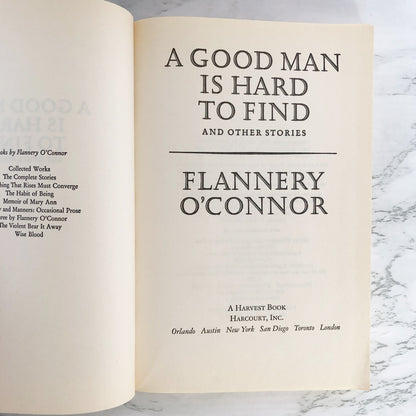 oks by Flannery O'Connor
Collected Works
The Complete Stories
thing That Rises Must Converge
The Habit of Being
Memoir of Mary Ann
y and Manners: Occasional Prose
ree by Flannery O'Connor
The Violent Bear It Away
Wise Blood
A GOOD MAN
IS HARD
TO FIND
AND OTHER STORIES
FLANNERY
O'CONNOR
A HARVEST BOOK
HARCOURT, INC.
Orlando Austin New York San Diego Toronto London